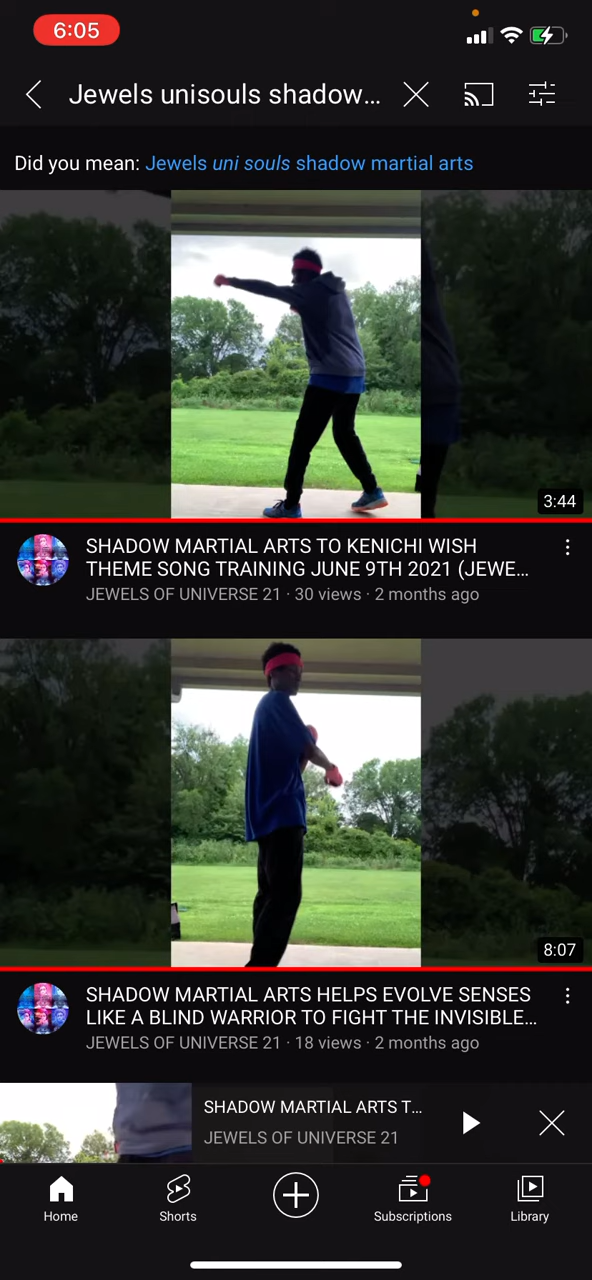 6:05
Jewels unisouls shadow...
Did you mean: Jewels uni souls shadow martial arts
3:44
SHADOW MARTIAL ARTS TO KENICHI WISH
THEME SONG TRAINING JUNE 9TH 2021 (JEWE...
JEWELS OF UNIVERSE 21 · 30 views · 2 months ago
8:07
SHADOW MARTIAL ARTS HELPS EVOLVE SENSES
LIKE A BLIND WARRIOR TO FIGHT THE INVISIBLE...
JEWELS OF UNIVERSE 21 · 18 views · 2 months ago
SHADOW MARTIAL ARTS T...
JEWELS OF UNIVERSE 21
Home Shorts Subscriptions Library